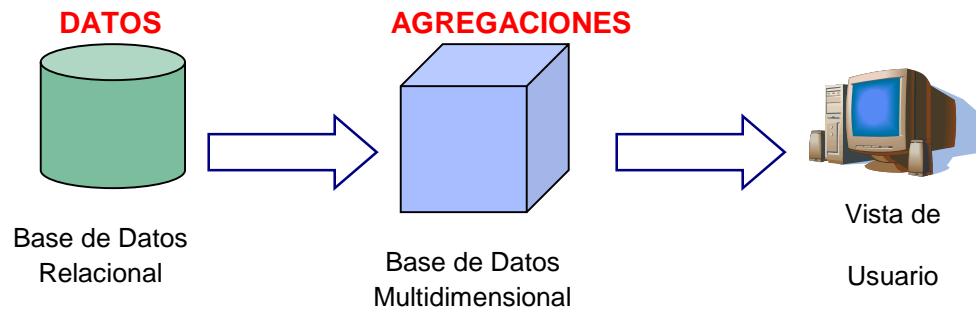 DATOS
AGREGACIONES
Base de Datos
Relacional
Base de Datos
Multidimensional
Vista de
Usuario